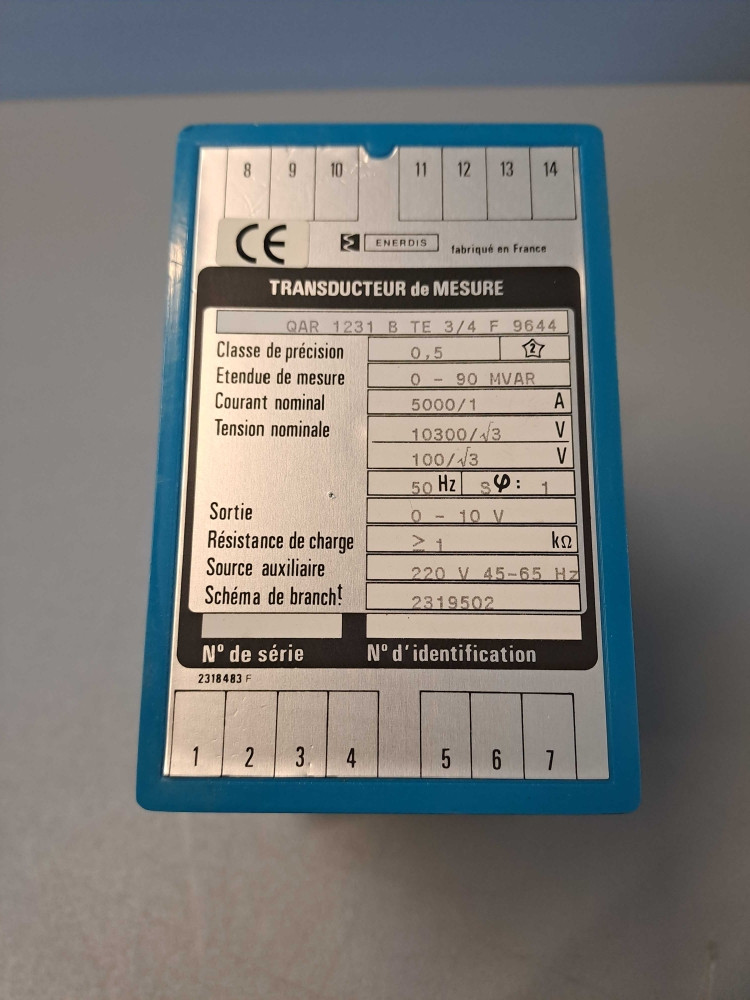 8 9 10 11 12 13 14
CE ENERDIS fabriqué en France
TRANSDUCTEUR de MESURE
QAR 1231 B TE 3/4 F 9644
Classe de précision 0,5 2
Etendue de mesure 0 - 90 MVAR
Courant nominal 5000/1 A
Tension nominale 10300/√3 V
100/√3 V
50 Hz sφ: 1
Sortie 0 - 10 V
Résistance de charge ≥ 1 kΩ
Source auxiliaire 220 V 45-65 Hz
Schéma de brancht. 2319502
N° de série N° d'identification
2318483 F
1 2 3 4 5 6 7